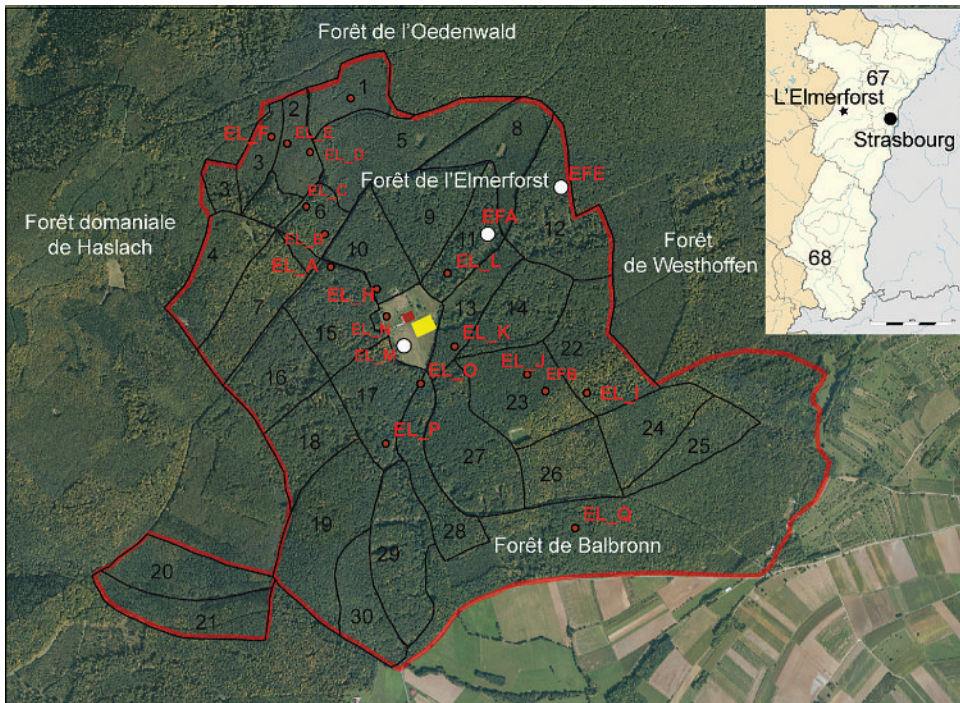 Forêt de l'Oedenwald
67
L'Elmerforst
Strasbourg
68
1
2
EL_F
EL_E
EL_D
5
8
3
EL_C
Forêt de l'Elmerforst
EFE
3
6
9
EFA
Forêt domaniale
de Haslach
4
EL_B
10
11
12
Forêt
de Westhoffen
EL_A
EL_L
7
EL_H
13
14
EL_N
15
EL_K
EL_M
22
16
EL_O
EL_J
EFB
EL_I
17
23
24
18
EL_P
25
27
26
19
EL_Q
28
Forêt de Balbronn
29
20
21
30